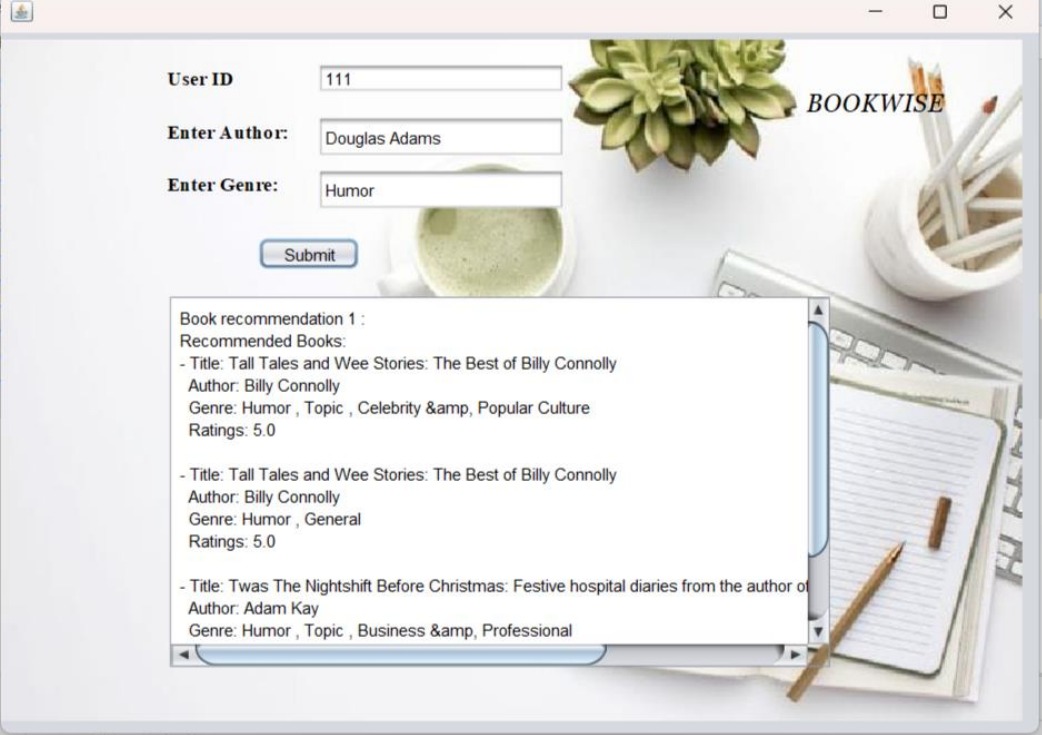 User ID
111
BOOKWISE
Enter Author:
Douglas Adams
Enter Genre:
Humor
Submit
Book recommendation 1 :
Recommended Books:
- Title: Tall Tales and Wee Stories: The Best of Billy Connolly
Author: Billy Connolly
Genre: Humor , Topic , Celebrity &amp, Popular Culture
Ratings: 5.0
- Title: Tall Tales and Wee Stories: The Best of Billy Connolly
Author: Billy Connolly
Genre: Humor , General
Ratings: 5.0
- Title: Twas The Nightshift Before Christmas: Festive hospital diaries from the author of
Author: Adam Kay
Genre: Humor , Topic , Business &amp, Professional